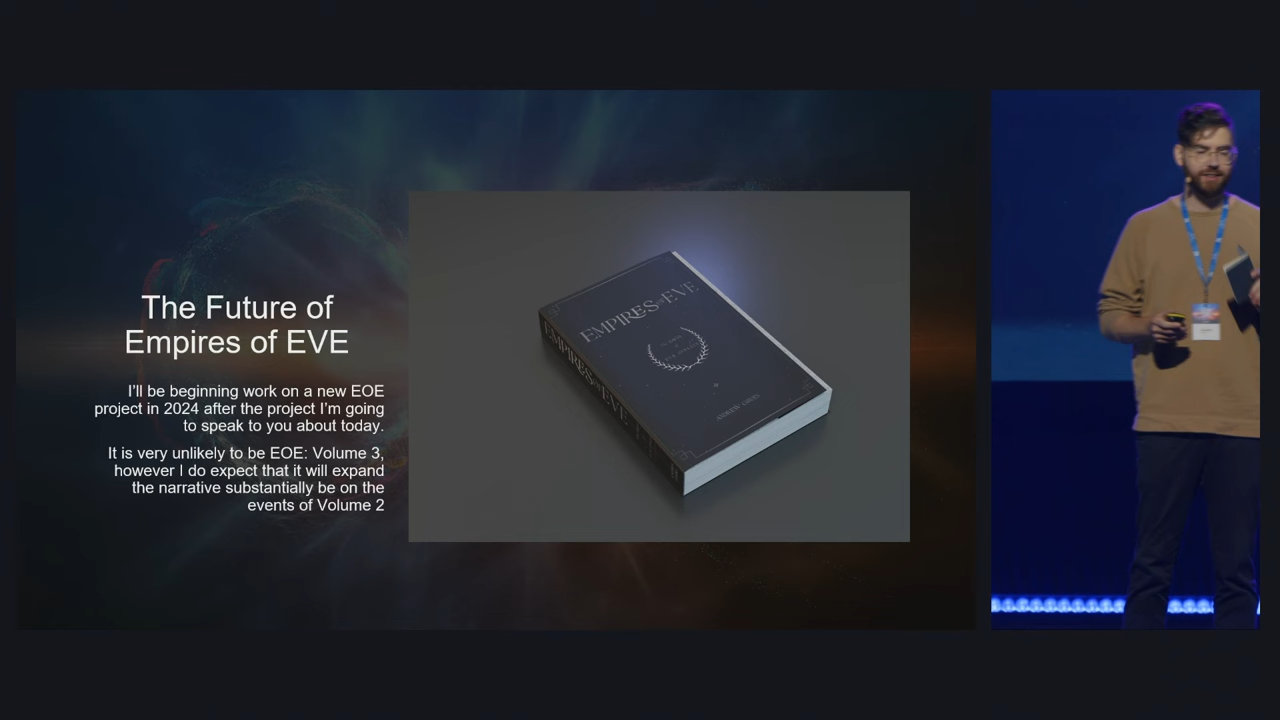 The Future of
Empires of EVE
I'll be beginning work on a new EOE
project in 2024 after the project I'm going
to speak to you about today.
It is very unlikely to be EOE: Volume 3,
however I do expect that it will expand
the narrative substantially be on the
events of Volume 2
EMPIRES OF EVE
EMPIRES OF EVE